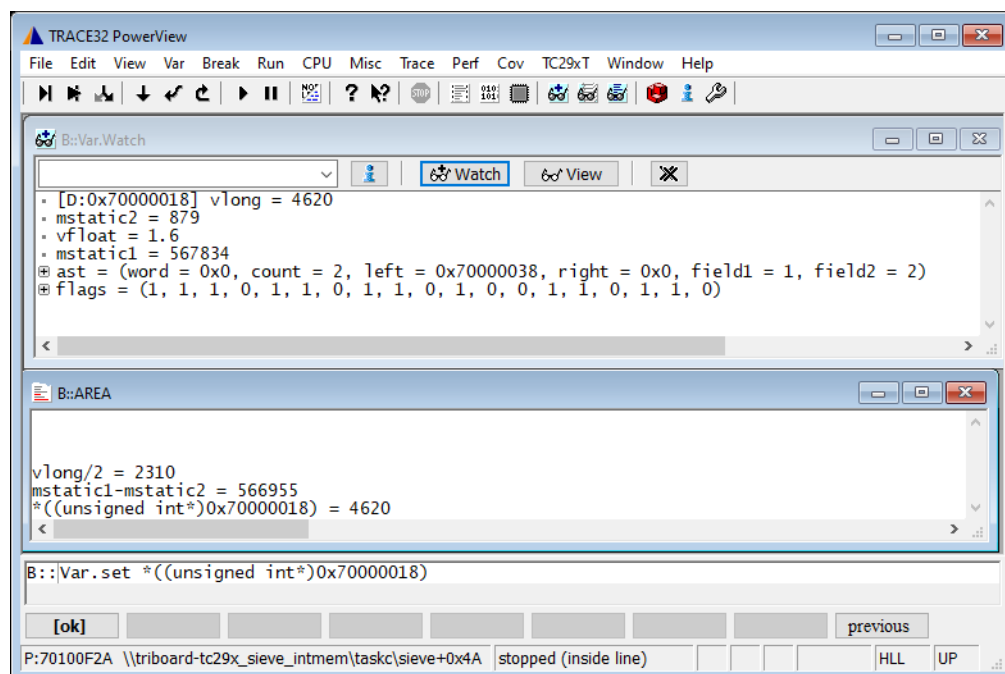 TRACE32 PowerView
File Edit View Var Break Run CPU Misc Trace Perf Cov TC29xT Window Help
B::Var.Watch
Watch View
[D:0x70000018] vlong = 4620
mstatic2 = 879
vfloat = 1.6
mstatic1 = 567834
ast = (word = 0x0, count = 2, left = 0x70000038, right = 0x0, field1 = 1, field2 = 2)
flags = (1, 1, 1, 0, 1, 1, 0, 1, 1, 0, 1, 0, 0, 1, 1, 0, 1, 1, 0)
B::AREA
vlong/2 = 2310
mstatic1-mstatic2 = 566955
*((unsigned int*)0x70000018) = 4620
B::Var.set *((unsigned int*)0x70000018)
[ok] previous
P:70100F2A \\triboard-tc29x_sieve_intmem\taskc\sieve+0x4A stopped (inside line) HLL UP